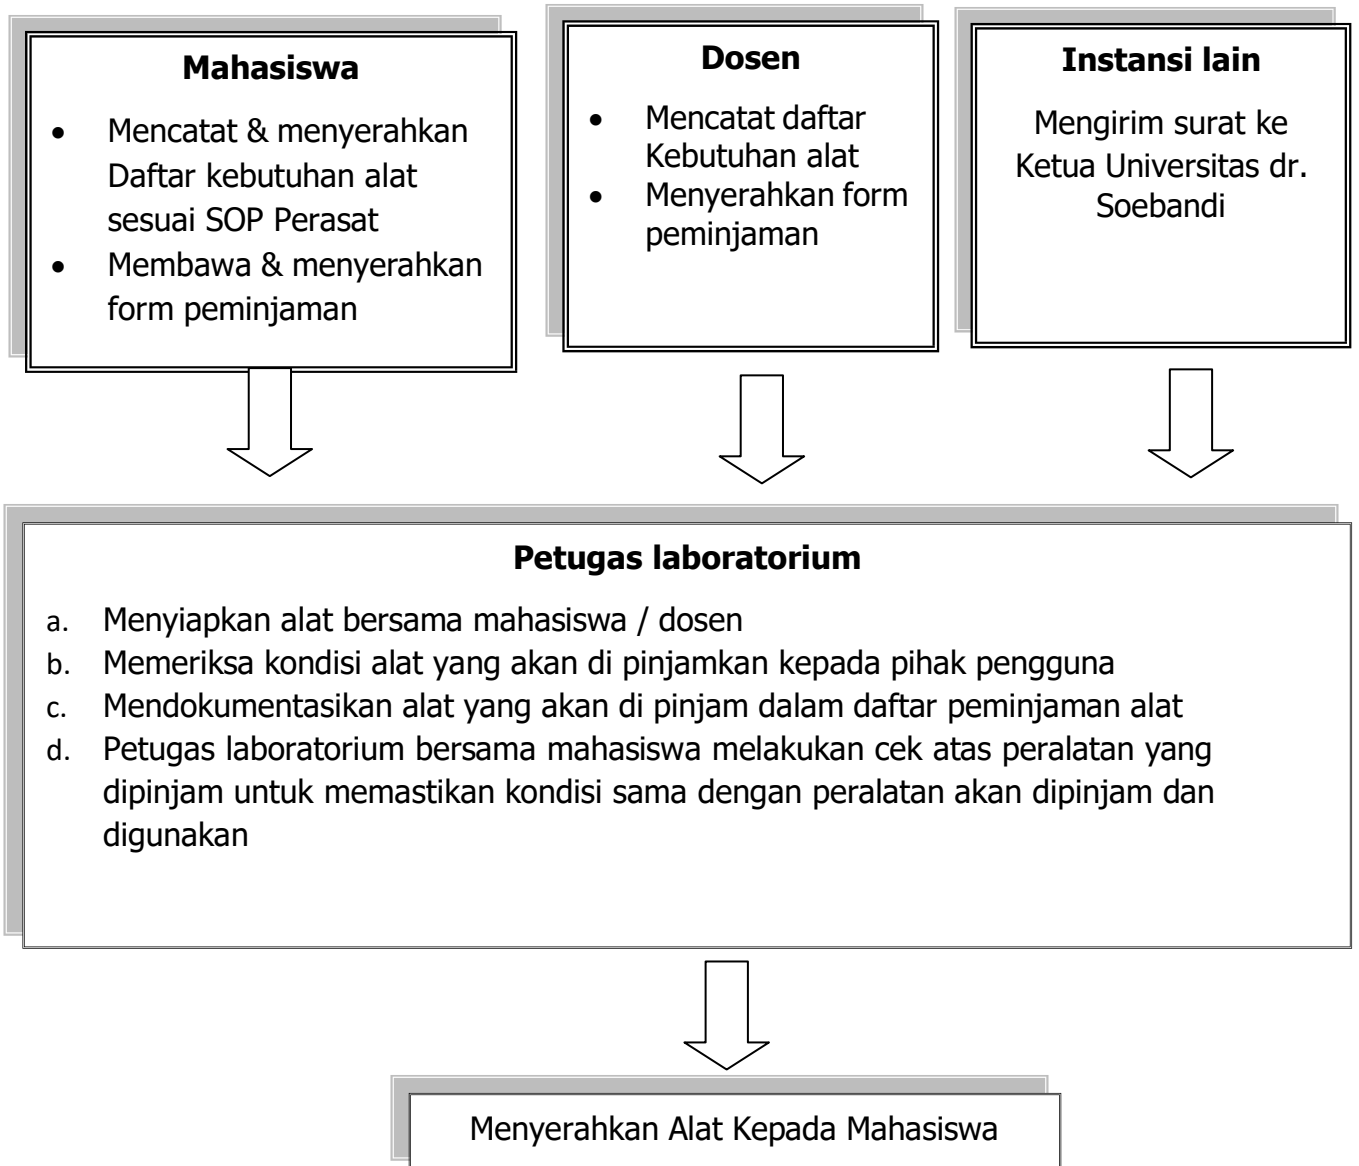 Mahasiswa
• Mencatat & menyerahkan
Daftar kebutuhan alat
sesuai SOP Perasat
• Membawa & menyerahkan
form peminjaman
Dosen
• Mencatat daftar
Kebutuhan alat
• Menyerahkan form
peminjaman
Instansi lain
Mengirim surat ke
Ketua Universitas dr.
Soebandi
Petugas laboratorium
a. Menyiapkan alat bersama mahasiswa / dosen
b. Memeriksa kondisi alat yang akan di pinjamkan kepada pihak pengguna
c. Mendokumentasikan alat yang akan di pinjam dalam daftar peminjaman alat
d. Petugas laboratorium bersama mahasiswa melakukan cek atas peralatan yang
dipinjam untuk memastikan kondisi sama dengan peralatan akan dipinjam dan
digunakan
Menyerahkan Alat Kepada Mahasiswa